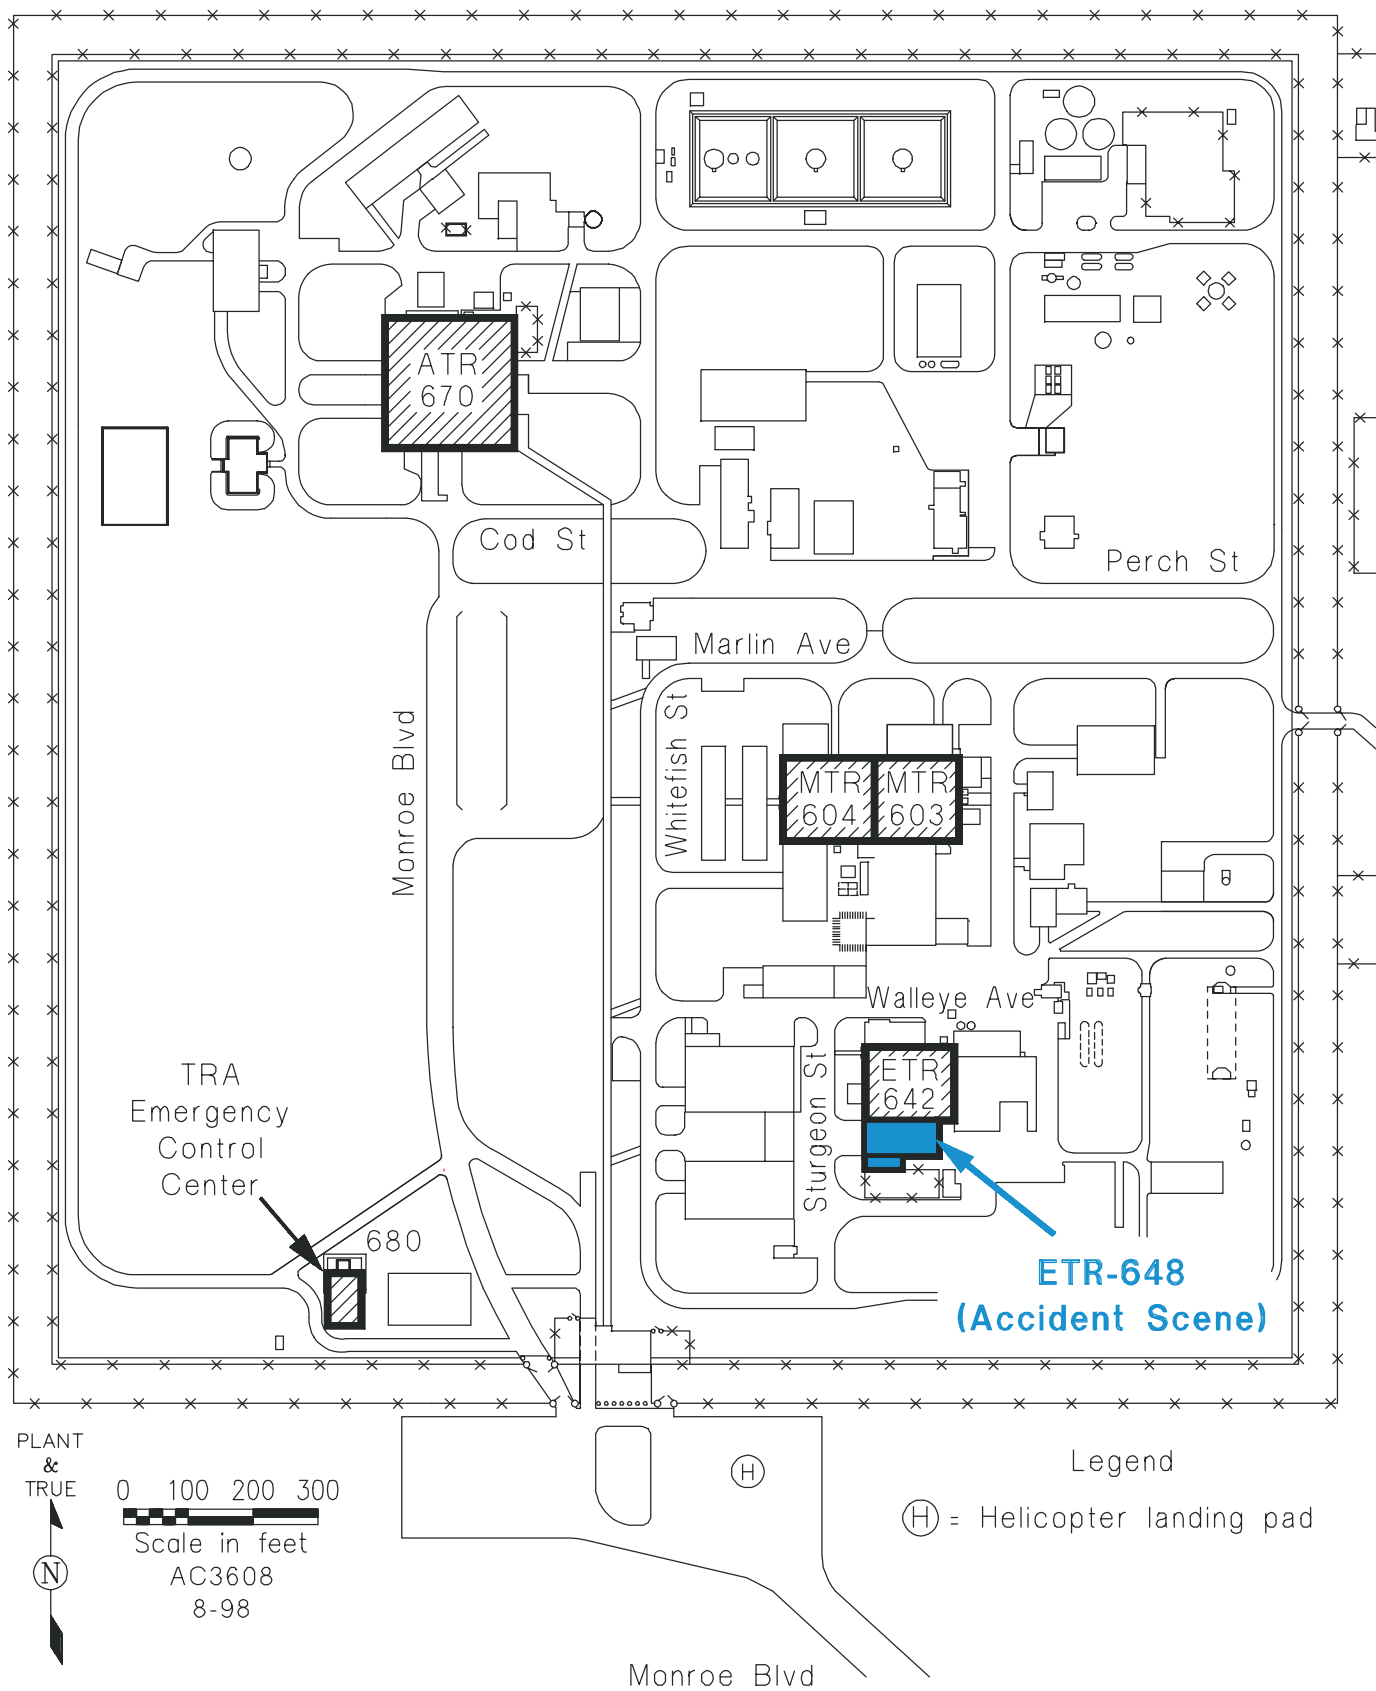 ATR
670
Cod St
Perch St
Marlin Ave
Whitefish St
Monroe Blvd
MTR
604
MTR
603
Walleye Ave
ETR
642
Sturgeon St
TRA
Emergency
Control
Center
680
ETR-648
(Accident Scene)
PLANT
&
TRUE
N
0 100 200 300
Scale in feet
AC3608
8-98
H
Legend
H = Helicopter landing pad
Monroe Blvd